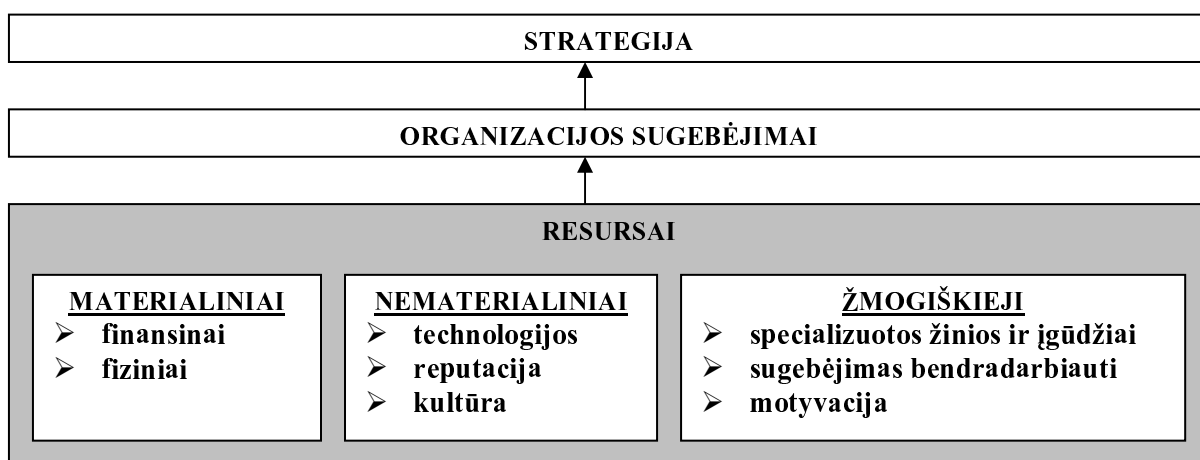 STRATEGIJA
ORGANIZACIJOS SUGEBĖJIMAI
RESURSAI
MATERIALINIAI
finansinai
fiziniai
NEMATERIALINIAI
technologijos
reputacija
kultūra
ŽMOGIŠKIEJI
specializuotos žinios ir įgūdžiai
sugebėjimas bendradarbiauti
motyvacija